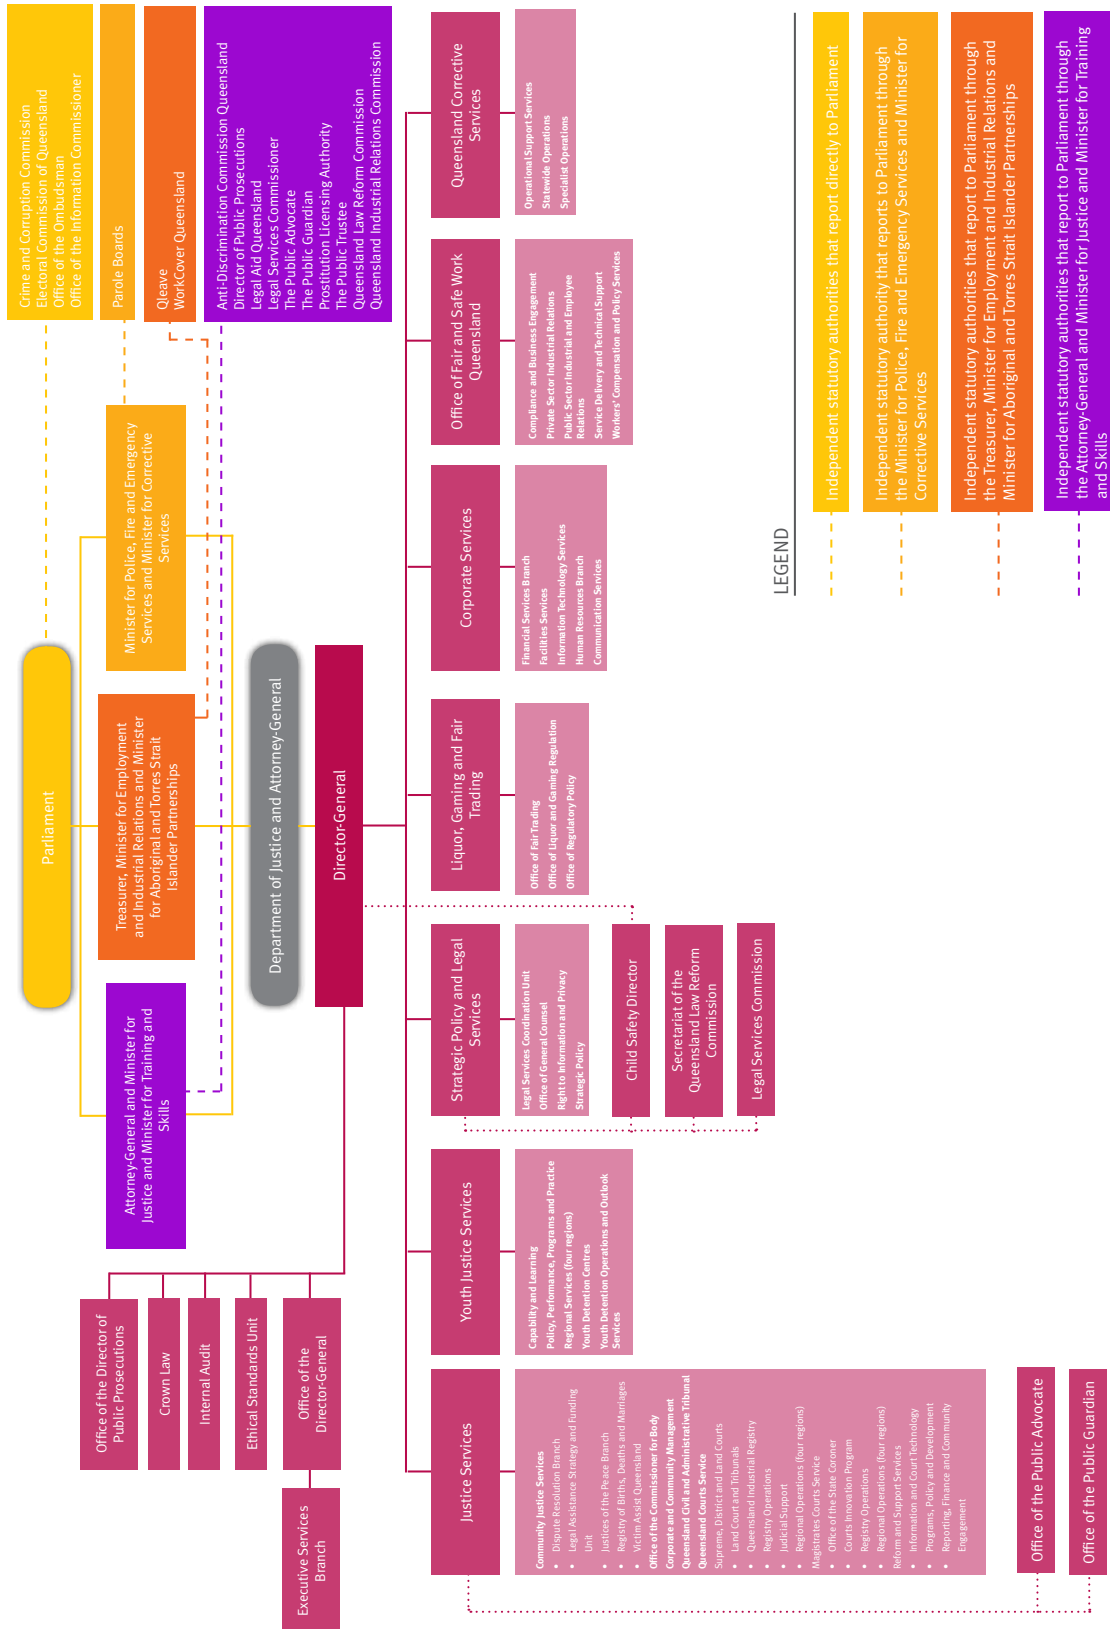 Parliament
Attorney-General and Minister for
Justice and Minister for Training and
Skills
Treasurer, Minister for Employment
and Industrial Relations and Minister
for Aboriginal and Torres Strait
Islander Partnerships
Minister for Police, Fire and Emergency
Services and Minister for Corrective
Services
Crime and Corruption Commission
Electoral Commission of Queensland
Office of the Ombudsman
Office of the Information Commissioner
Parole Boards
Qleave
WorkCover Queensland
Anti-Discrimination Commission Queensland
Director of Public Prosecutions
Legal Aid Queensland
Legal Services Commissioner
The Public Advocate
The Public Guardian
Prostitution Licensing Authority
The Public Trustee
Queensland Law Reform Commission
Queensland Industrial Relations Commission
Department of Justice and Attorney-General
Director-General
Office of the Director of
Public Prosecutions
Crown Law
Internal Audit
Ethical Standards Unit
Office of the
Director-General
Executive Services
Branch
Justice Services
Community Justice Services
• Dispute Resolution Branch
• Legal Assistance Strategy and Funding
Unit
• Justices of the Peace Branch
• Registry of Births, Deaths and Marriages
• Victim Assist Queensland
Office of the Commissioner for Body
Corporate and Community Management
Queensland Civil and Administrative Tribunal
Queensland Courts Service
Supreme, District and Land Courts
• Land Court and Tribunals
• Queensland Industrial Registry
• Registry Operations
• Judicial Support
• Regional Operations (four regions)
Magistrates Courts Service
• Office of the State Coroner
• Courts Innovation Program
• Registry Operations
• Regional Operations (four regions)
Reform and Support Services
• Information and Court Technology
• Programs, Policy and Development
• Reporting, Finance and Community
Engagement
Office of the Public Advocate
Office of the Public Guardian
Youth Justice Services
Capability and Learning
Policy, Performance, Programs and Practice
Regional Services (four regions)
Youth Detention Centres
Youth Detention Operations and Outlook
Services
Strategic Policy and Legal
Services
Legal Services Coordination Unit
Office of General Counsel
Right to Information and Privacy
Strategic Policy
Child Safety Director
Secretariat of the
Queensland Law Reform
Commission
Legal Services Commission
Liquor, Gaming and Fair
Trading
Office of Fair Trading
Office of Liquor and Gaming Regulation
Office of Regulatory Policy
Corporate Services
Financial Services Branch
Facilities Services
Information Technology Services
Human Resources Branch
Communication Services
Office of Fair and Safe Work
Queensland
Compliance and Business Engagement
Private Sector Industrial Relations
Public Sector Industrial and Employee
Relations
Service Delivery and Technical Support
Workers' Compensation and Policy Services
Queensland Corrective
Services
Operational Support Services
Statewide Operations
Specialist Operations
LEGEND
Independent statutory authorities that report directly to Parliament
Independent statutory authority that reports to Parliament through
the Minister for Police, Fire and Emergency Services and Minister for
Corrective Services
Independent statutory authorities that report to Parliament through
the Treasurer, Minister for Employment and Industrial Relations and
Minister for Aboriginal and Torres Strait Islander Partnerships
Independent statutory authorities that report to Parliament through
the Attorney-General and Minister for Justice and Minister for Training
and Skills